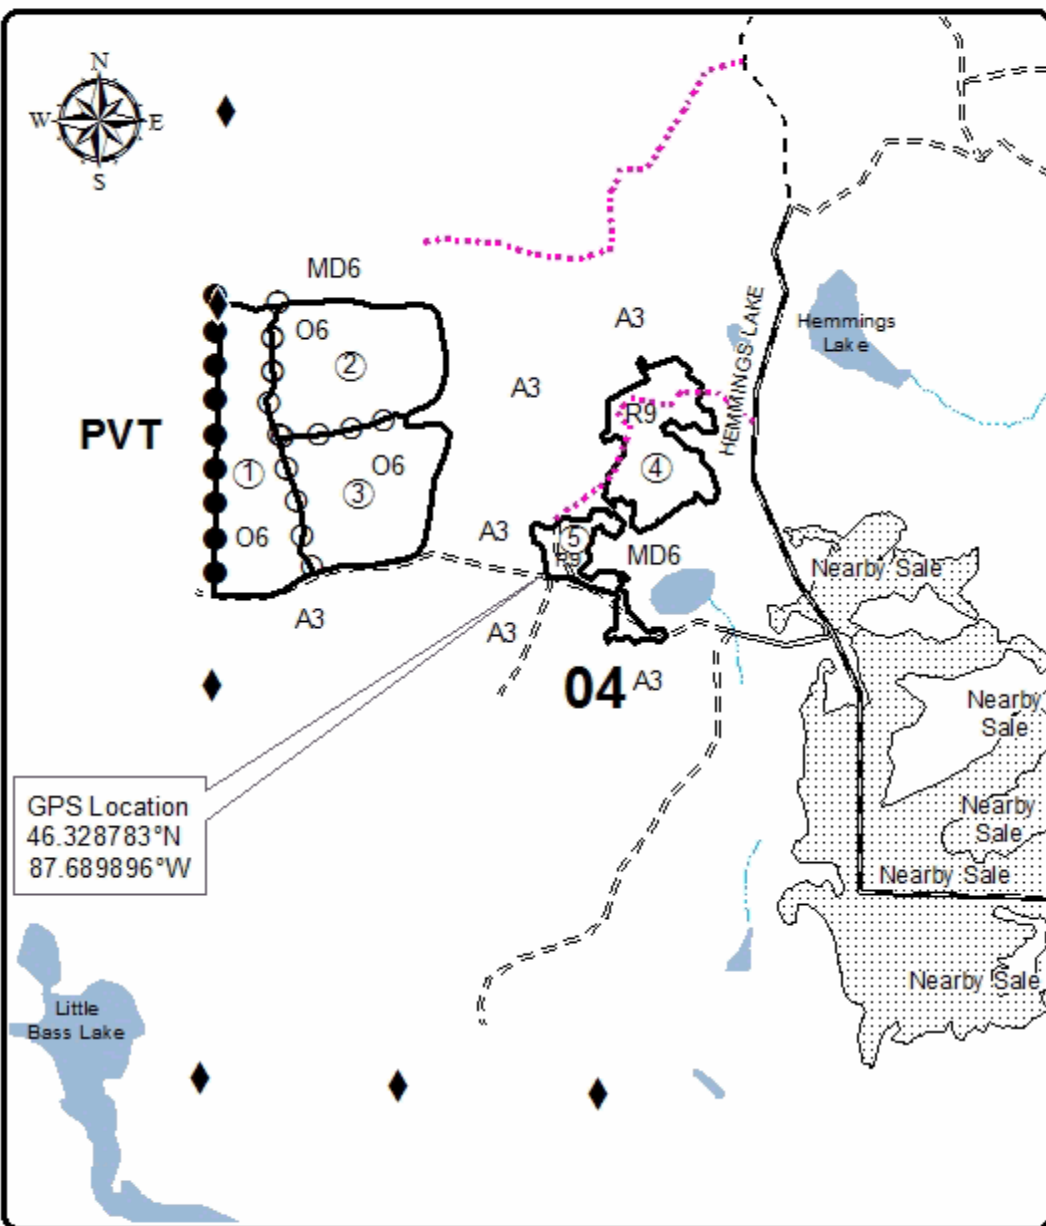 N
W E
S
MD6
A3
Hemmings
Lake
HEMMINGS LAKE
O6
2
A3
R9
PVT
1
O6
3
4
A3
5
R9
O6
MD6
Nearby Sale
A3
A3
04
A3
Nearby
Sale
GPS Location
46.328783°N
87.689896°W
Nearby
Sale
Nearby Sale
Nearby Sale
Little
Bass Lake